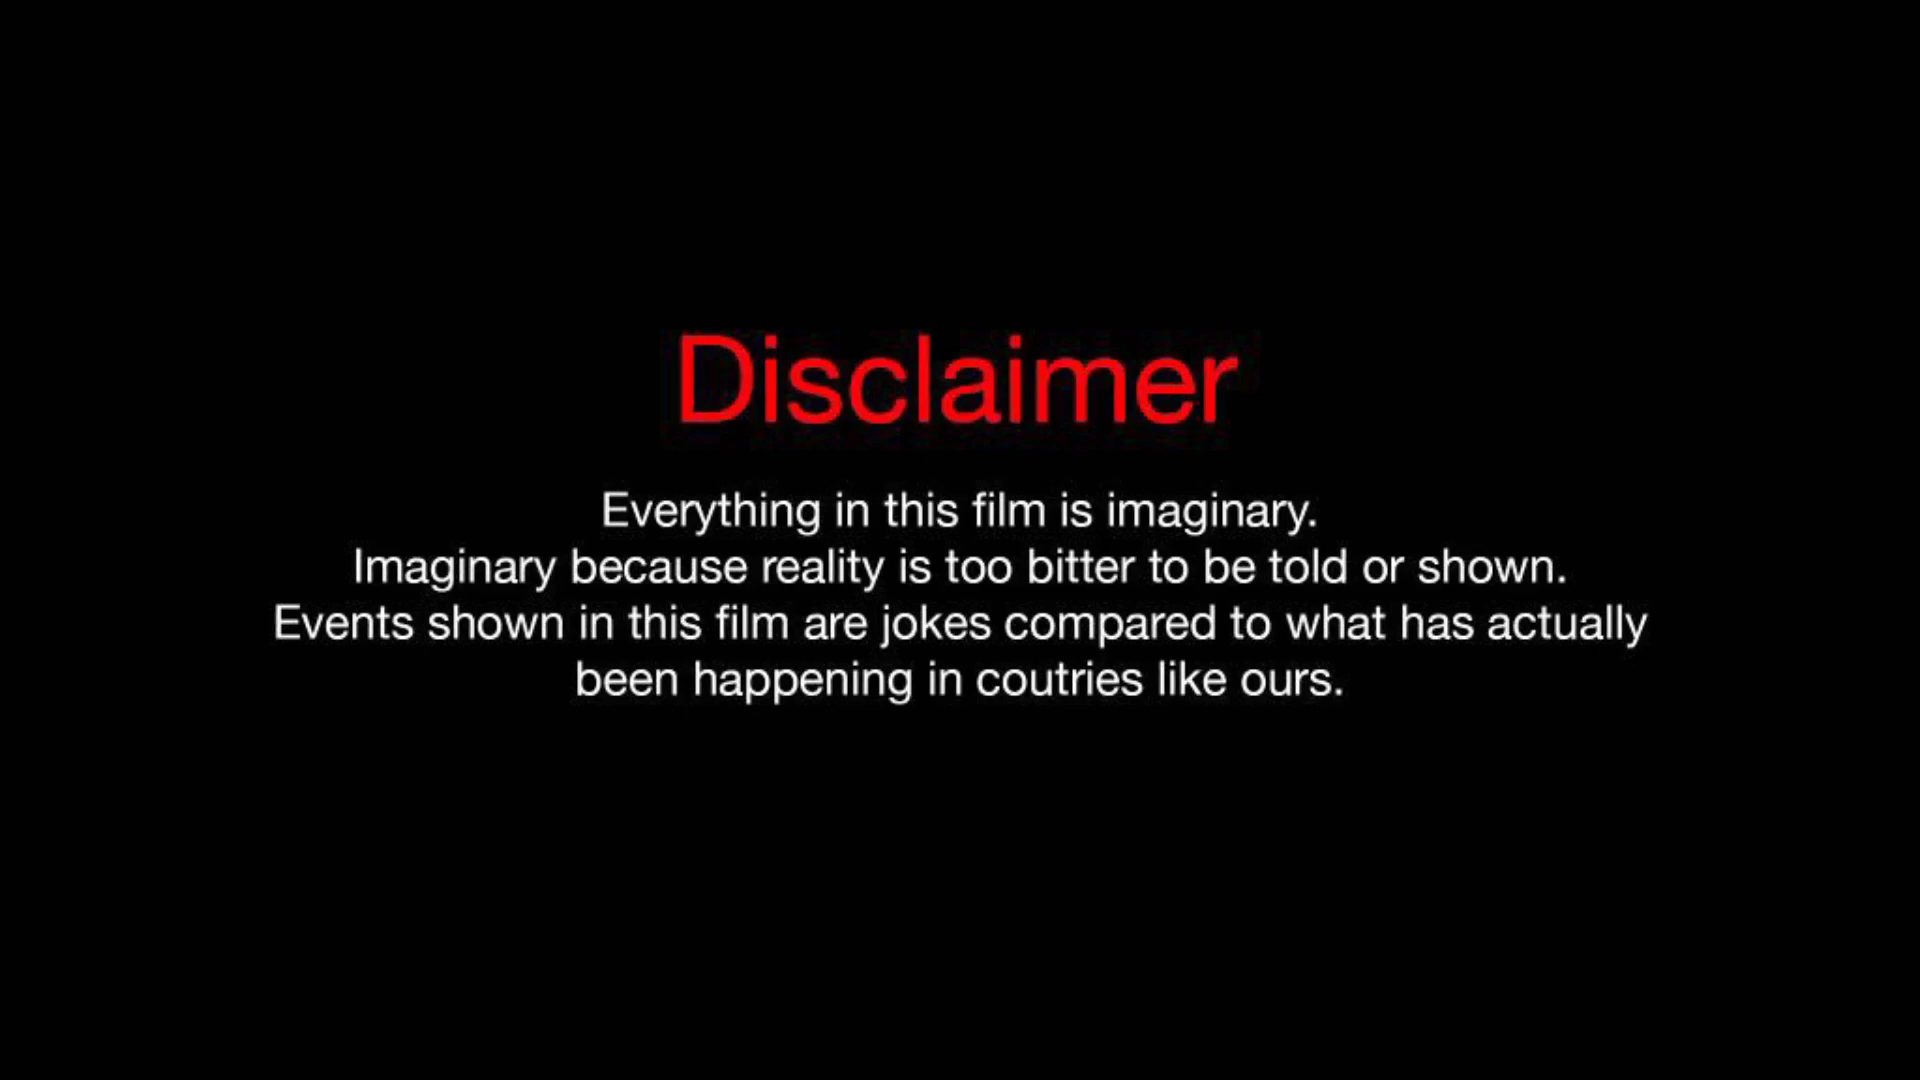 Disclaimer
Everything in this film is imaginary.
Imaginary because reality is too bitter to be told or shown.
Events shown in this film are jokes compared to what has actually
been happening in coutries like ours.